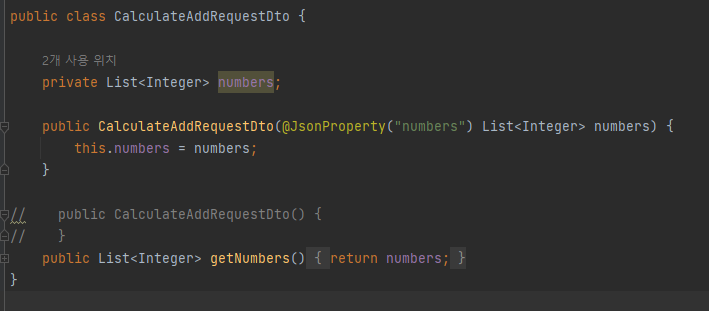 public class CalculateAddRequestDto {
2개 사용 위치
private List<Integer> numbers;
public CalculateAddRequestDto(@JsonProperty("numbers") List<Integer> numbers) {
this.numbers = numbers;
}
// public CalculateAddRequestDto() {
// }
public List<Integer> getNumbers() { return numbers; }
}